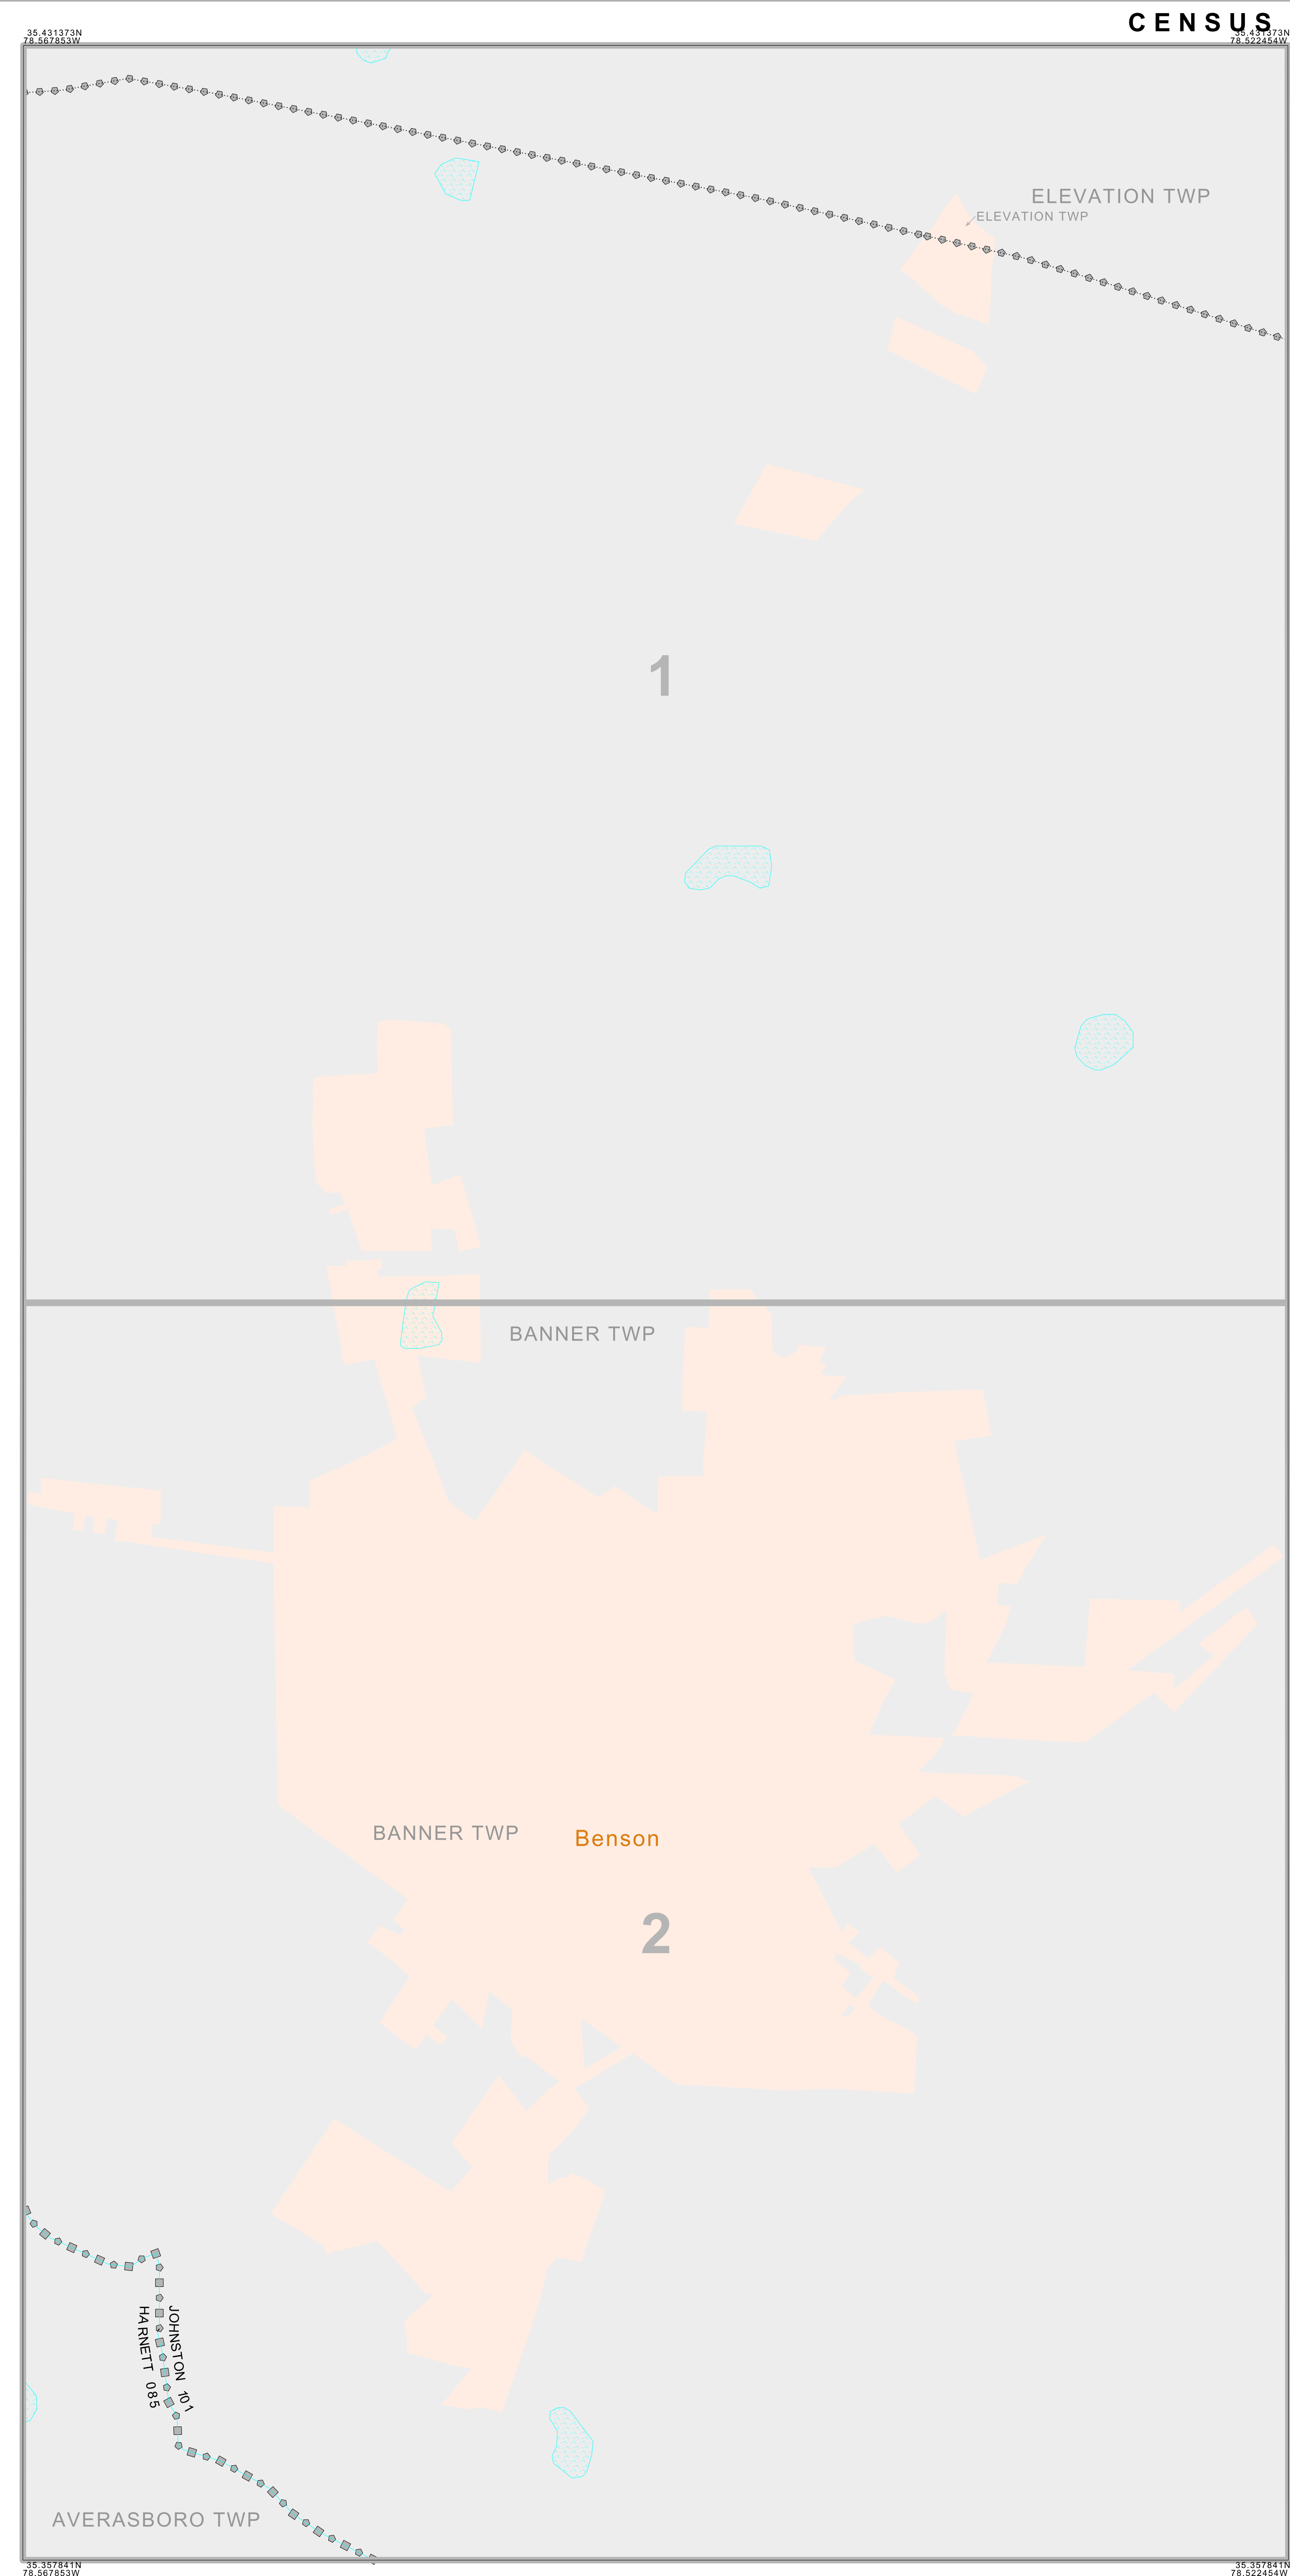 CENSUS
35.431373N
78.567853W
35.431373N
78.522454W
ELEVATION TWP
ELEVATION TWP
1
BANNER TWP
BANNER TWP
Benson
2
JOHNSTON 101
HARNETT 085
AVERASBORO TWP
35.357841N
78.567853W
35.357841N
78.522454W